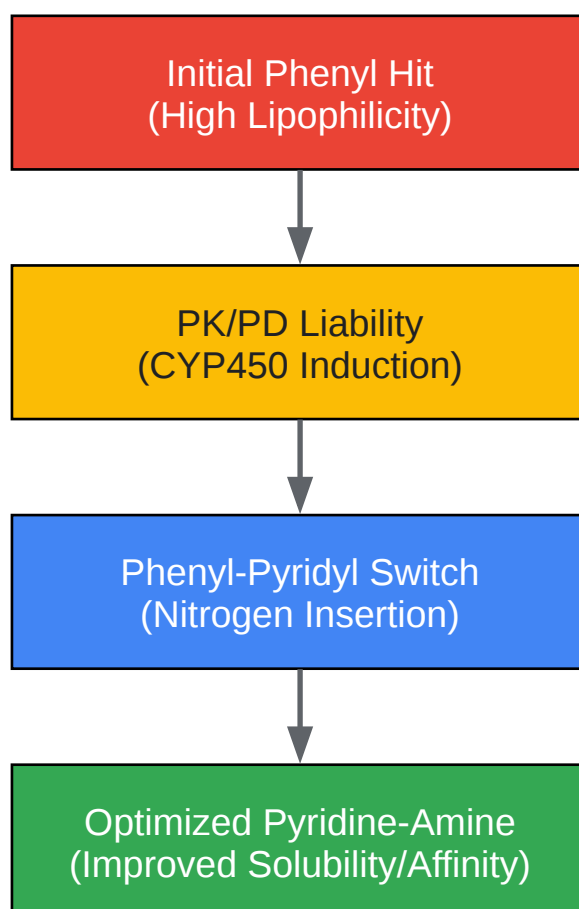 Initial Phenyl Hit
(High Lipophilicity)
PK/PD Liability
(CYP450 Induction)
Phenyl-Pyridyl Switch
(Nitrogen Insertion)
Optimized Pyridine-Amine
(Improved Solubility/Affinity)